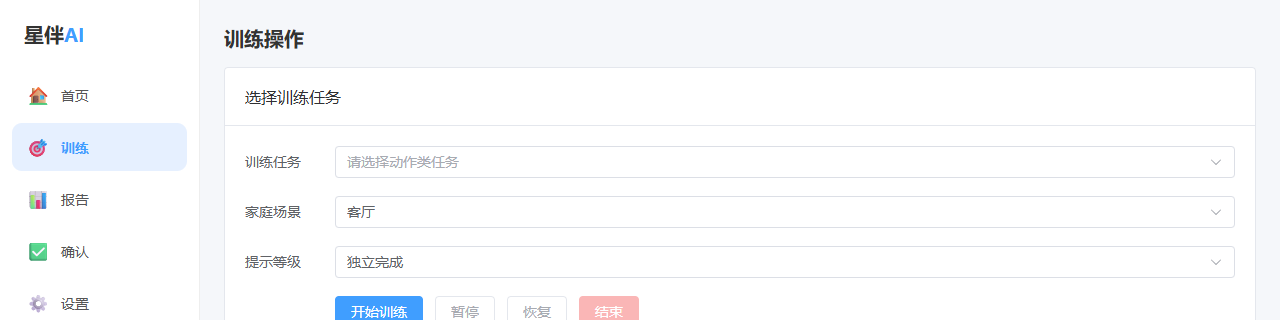 星伴AI
首页
训练
报告
确认
设置
训练操作
选择训练任务
训练任务 请选择动作类任务
家庭场景 客厅
提示等级 独立完成
开始训练 暂停 恢复 结束